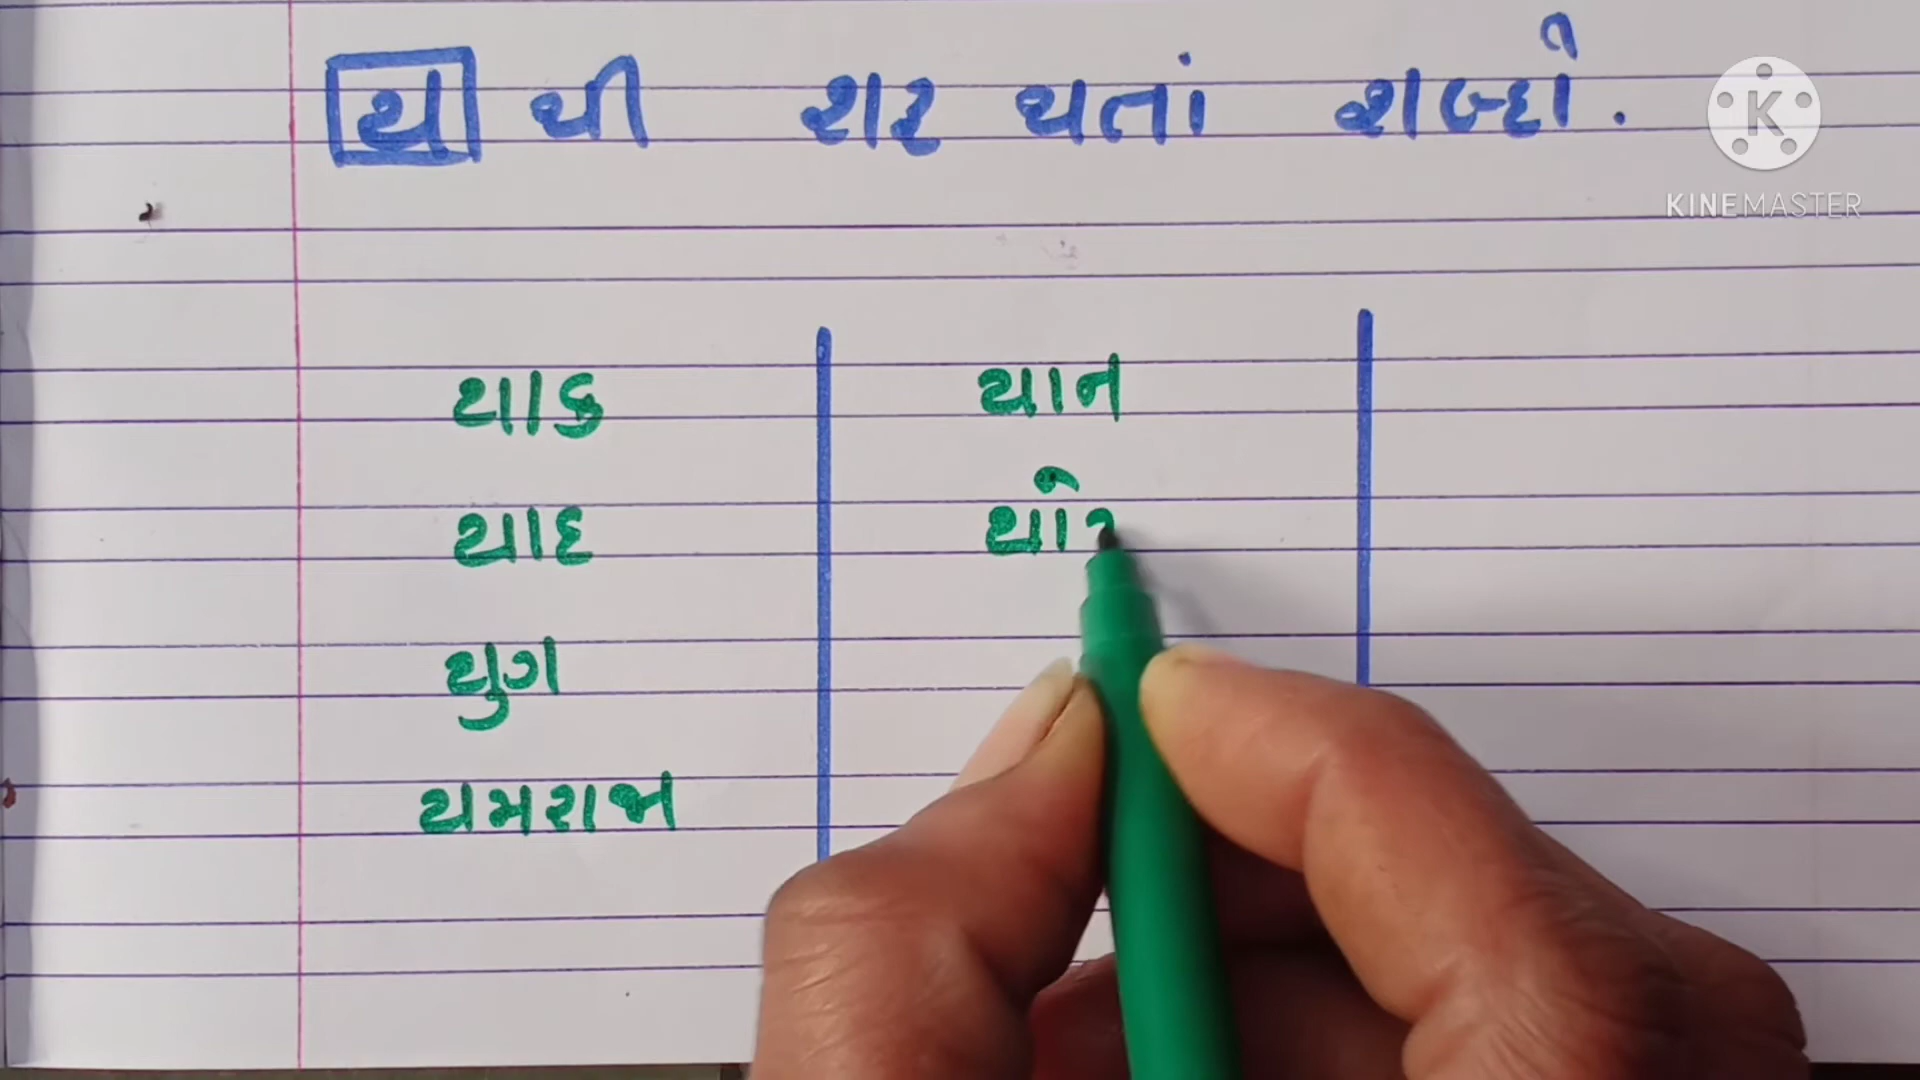 ય થી શરૂ થતાં શબ્દો.
યાક
યાદ
યુગ
યમરાજ
યાન
KINEMASTER